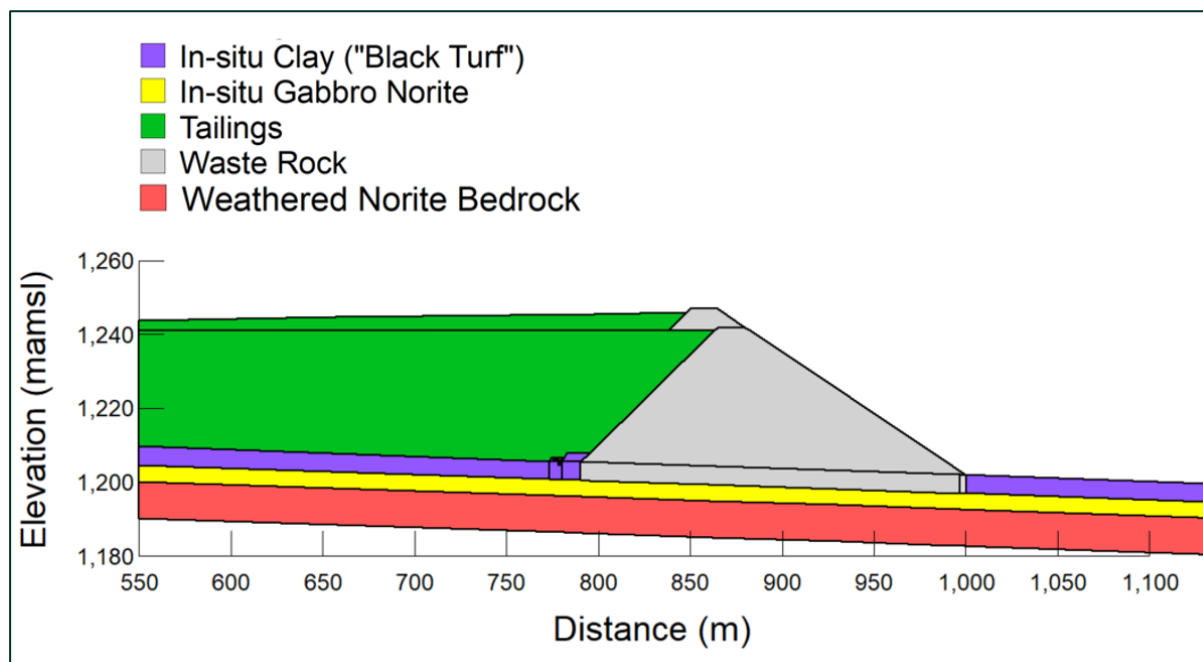 In-situ Clay ("Black Turf")
In-situ Gabbro Norite
Tailings
Waste Rock
Weathered Norite Bedrock
Elevation (mamsl)
1,260
1,240
1,220
1,200
1,180
550 600 650 700 750 800 850 900 950 1,000 1,050 1,100
Distance (m)